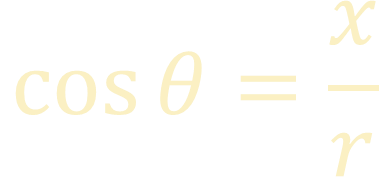 cos θ = x/r